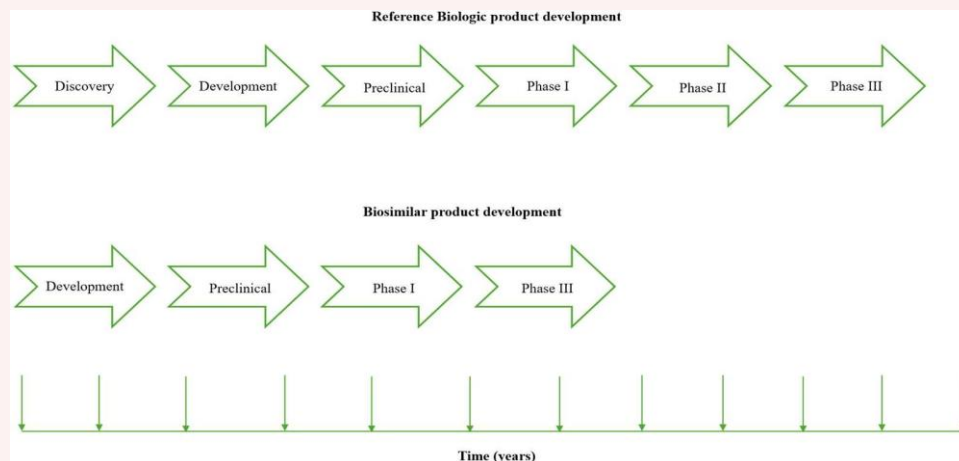 Reference Biologic product development
Discovery
Development
Preclinical
Phase I
Phase II
Phase III
Biosimilar product development
Development
Preclinical
Phase I
Phase III
Time (years)